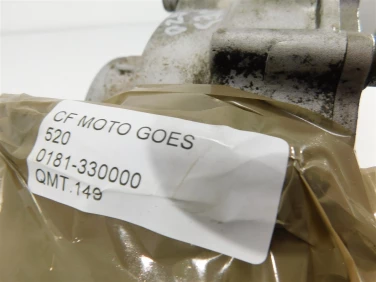 CF MOTO GOES
520
0181-330000
QMT.149